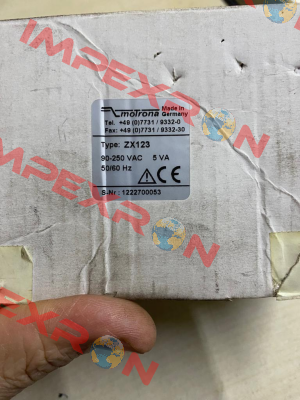 motrona Made in
Germany
Tel. +49 (0)7731 / 9332-0
Fax: +49 (0)7731 / 9332-30
Type: ZX123
90-250 VAC 5 VA
50/60 Hz
CE
S-Nr : 1222700053
IMPEXRON
IMPEXRON